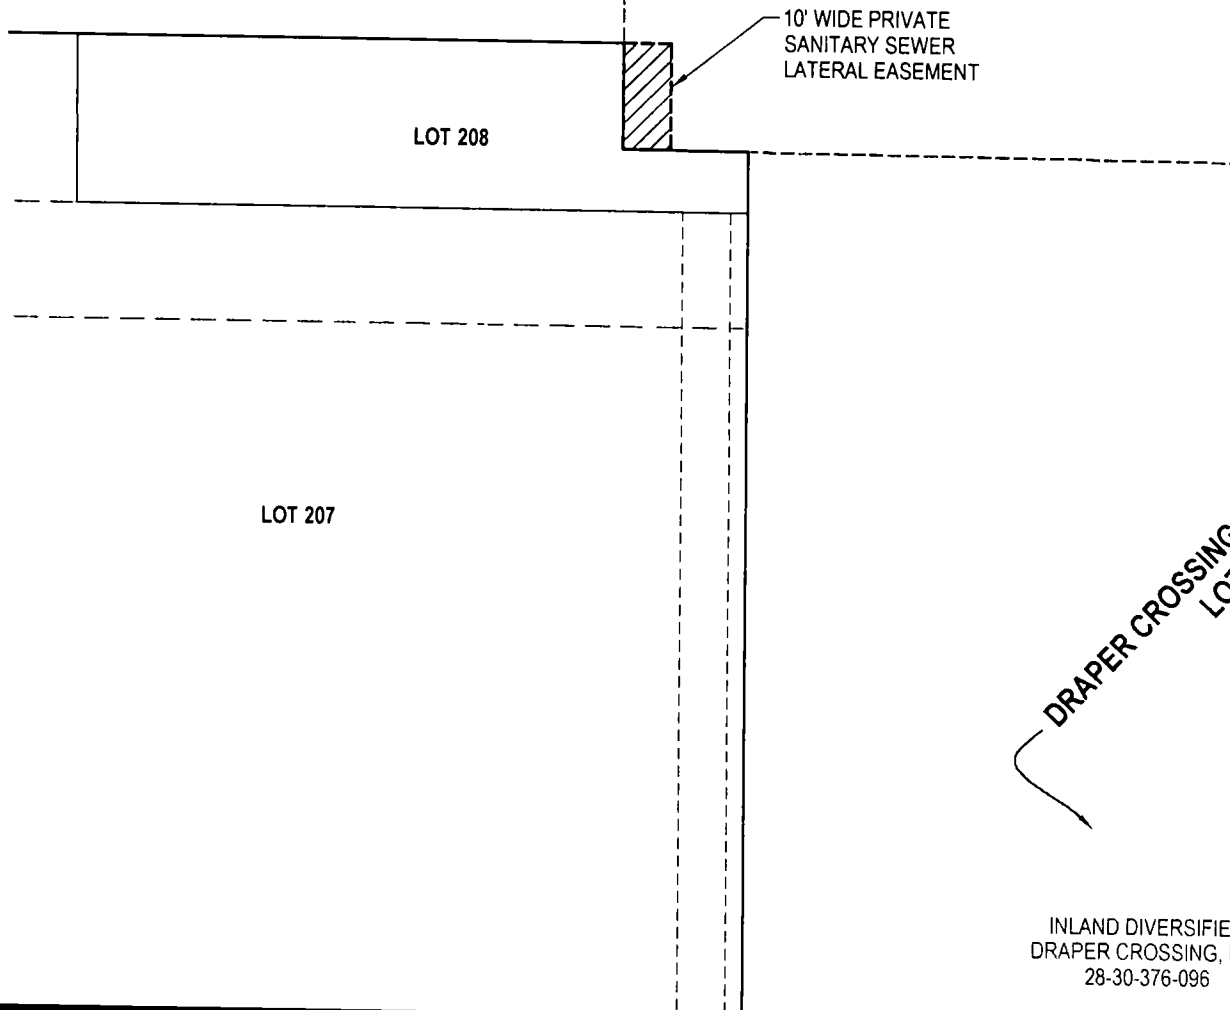 10' WIDE PRIVATE
SANITARY SEWER
LATERAL EASEMENT
LOT 208
LOT 207
DRAPER CROSSING
INLAND DIVERSIFIE
DRAPER CROSSING,
28-30-376-096